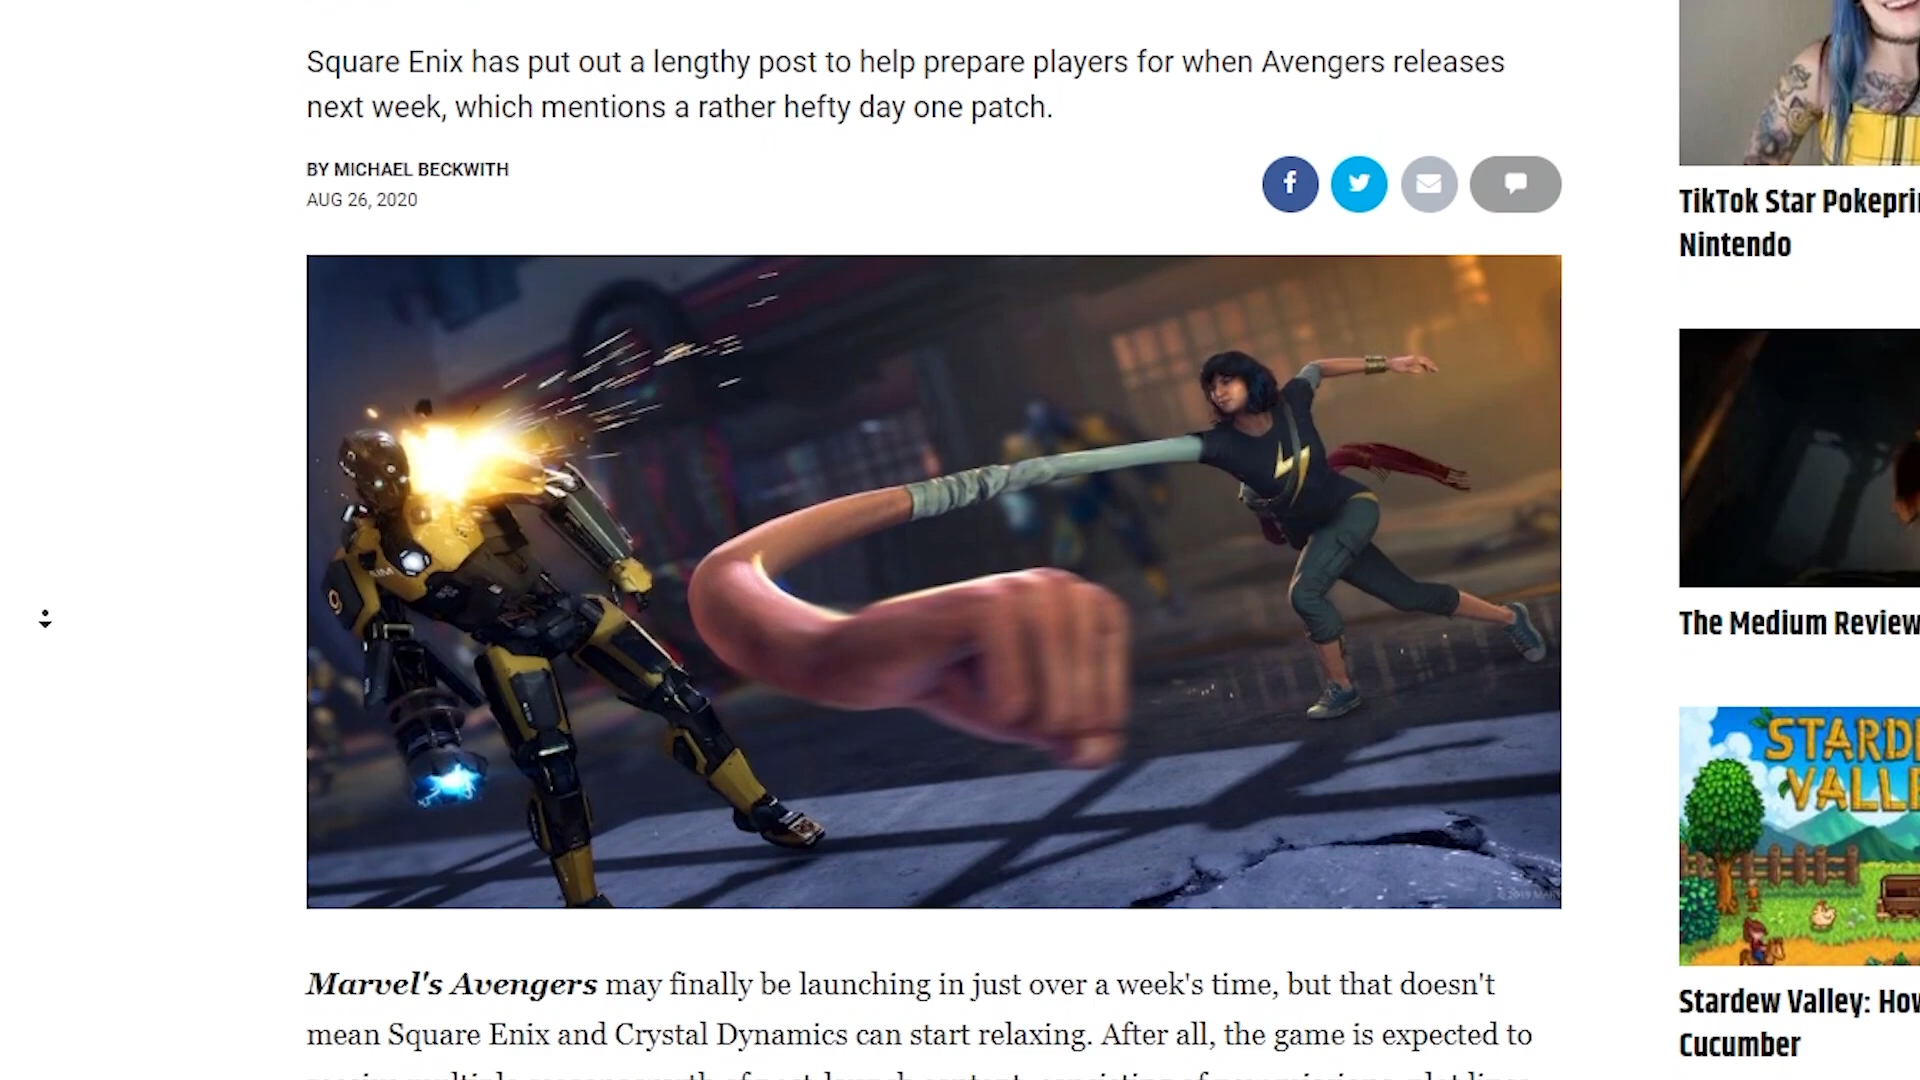 Square Enix has put out a lengthy post to help prepare players for when Avengers releases
next week, which mentions a rather hefty day one patch.
BY MICHAEL BECKWITH
AUG 26, 2020
Marvel's Avengers may finally be launching in just over a week's time, but that doesn't
mean Square Enix and Crystal Dynamics can start relaxing. After all, the game is expected to
TikTok Star Pokepri
Nintendo
The Medium Review
STARD
VALLE
Stardew Valley: How
Cucumber